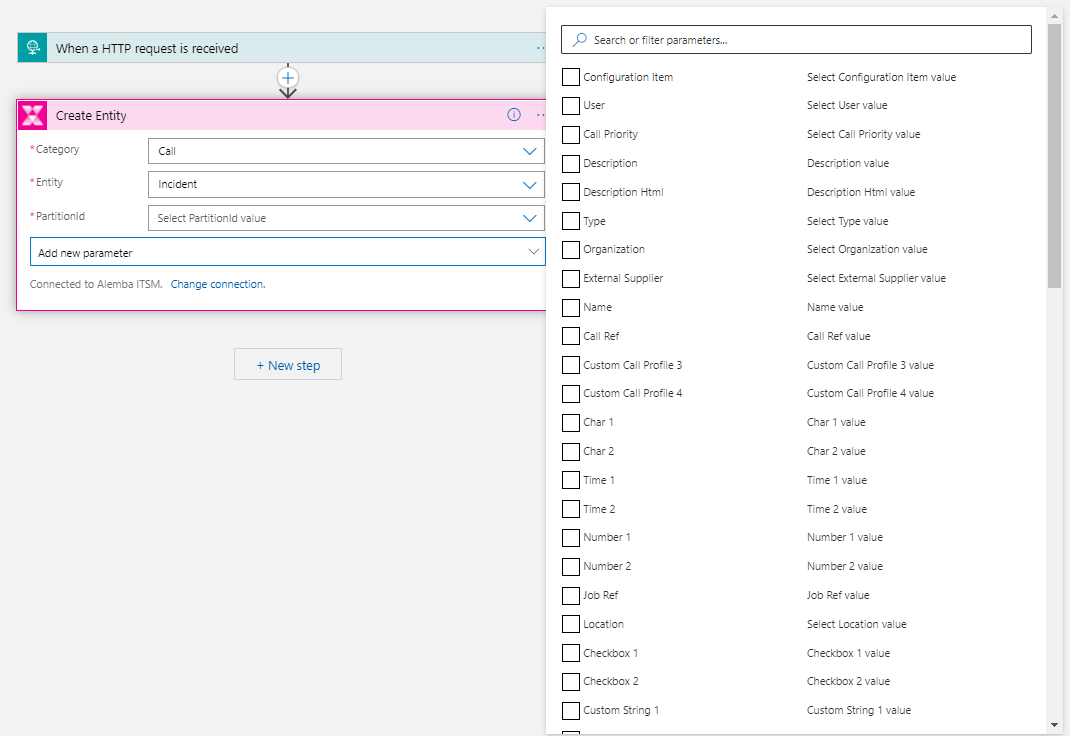 When a HTTP request is received
Create Entity
*Category
Call
*Entity
Incident
*PartitionId
Select PartitionId value
Add new parameter
Connected to Alemba ITSM. Change connection.
+ New step
Search or filter parameters...
Configuration Item Select Configuration Item value
User Select User value
Call Priority Select Call Priority value
Description Description value
Description Html Description Html value
Type Select Type value
Organization Select Organization value
External Supplier Select External Supplier value
Name Name value
Call Ref Call Ref value
Custom Call Profile 3 Custom Call Profile 3 value
Custom Call Profile 4 Custom Call Profile 4 value
Char 1 Char 1 value
Char 2 Char 2 value
Time 1 Time 1 value
Time 2 Time 2 value
Number 1 Number 1 value
Number 2 Number 2 value
Job Ref Job Ref value
Location Select Location value
Checkbox 1 Checkbox 1 value
Checkbox 2 Checkbox 2 value
Custom String 1 Custom String 1 value